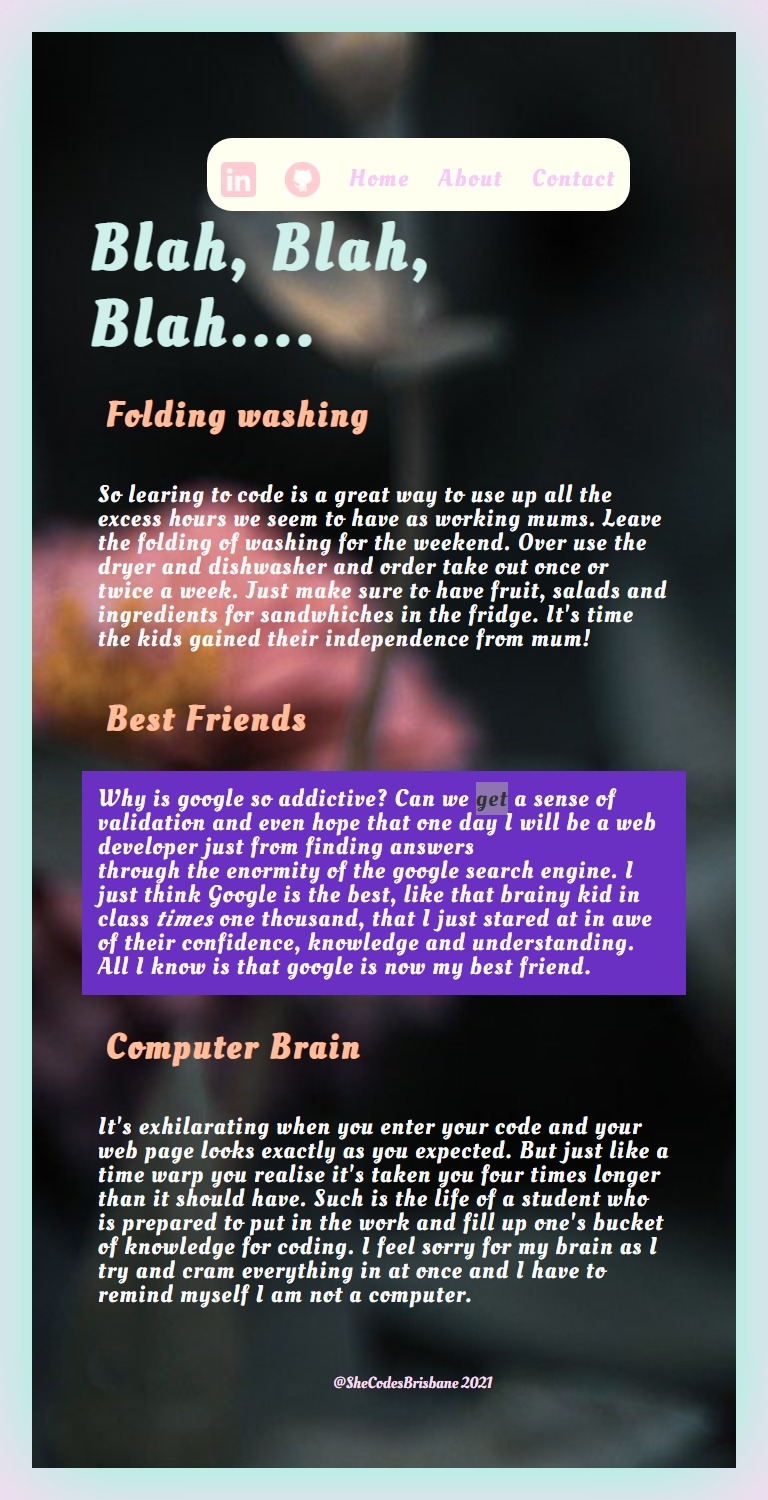 in
Home About Contact
Blah, Blah,
Blah....
Folding washing
So learing to code is a great way to use up all the
excess hours we seem to have as working mums. Leave
the folding of washing for the weekend. Over use the
dryer and dishwasher and order take out once or
twice a week. Just make sure to have fruit, salads and
ingredients for sandwhiches in the fridge. It's time
the kids gained their independence from mum!
Best Friends
Why is google so addictive? Can we get a sense of
validation and even hope that one day I will be a web
developer just from finding answers
through the enormity of the google search engine. I
just think Google is the best, like that brainy kid in
class times one thousand, that I just stared at in awe
of their confidence, knowledge and understanding.
All I know is that google is now my best friend.
Computer Brain
It's exhilarating when you enter your code and your
web page looks exactly as you expected. But just like a
time warp you realise it's taken you four times longer
than it should have. Such is the life of a student who
is prepared to put in the work and fill up one's bucket
of knowledge for coding. I feel sorry for my brain as I
try and cram everything in at once and I have to
remind myself I am not a computer.
@SheCodesBrisbane 2021